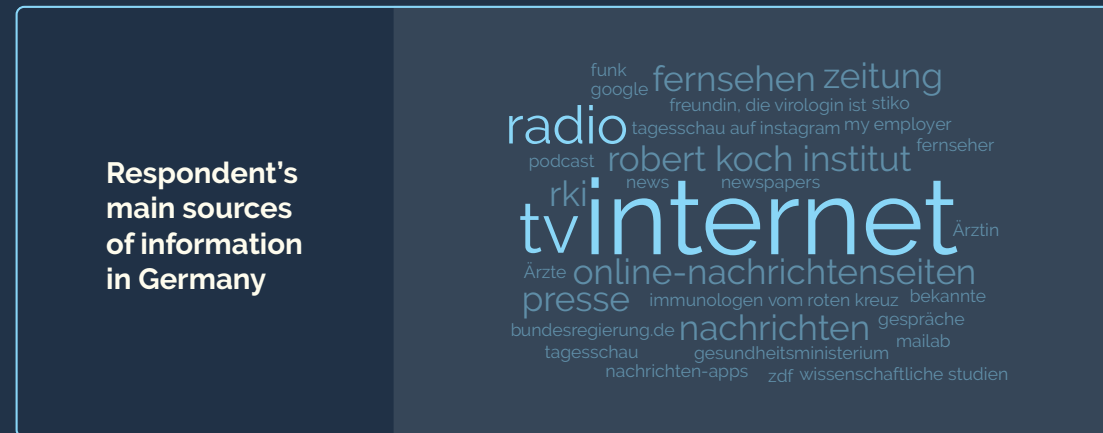 Respondent's
main sources
of information
in Germany
funk
google
fernsehen zeitung
freundin, die virologin ist stiko
radio
tagesschau auf instagram my employer
podcast
robert koch institut
fernseher
news
newspapers
rki
tv
internet
Ärztin
Ärzte
online-nachrichtenseiten
presse
immunologen vom roten kreuz
bekannte
bundesregierung.de
nachrichten
gespräche
mailab
tagesschau
gesundheitsministerium
nachrichten-apps
zdf
wissenschaftliche studien